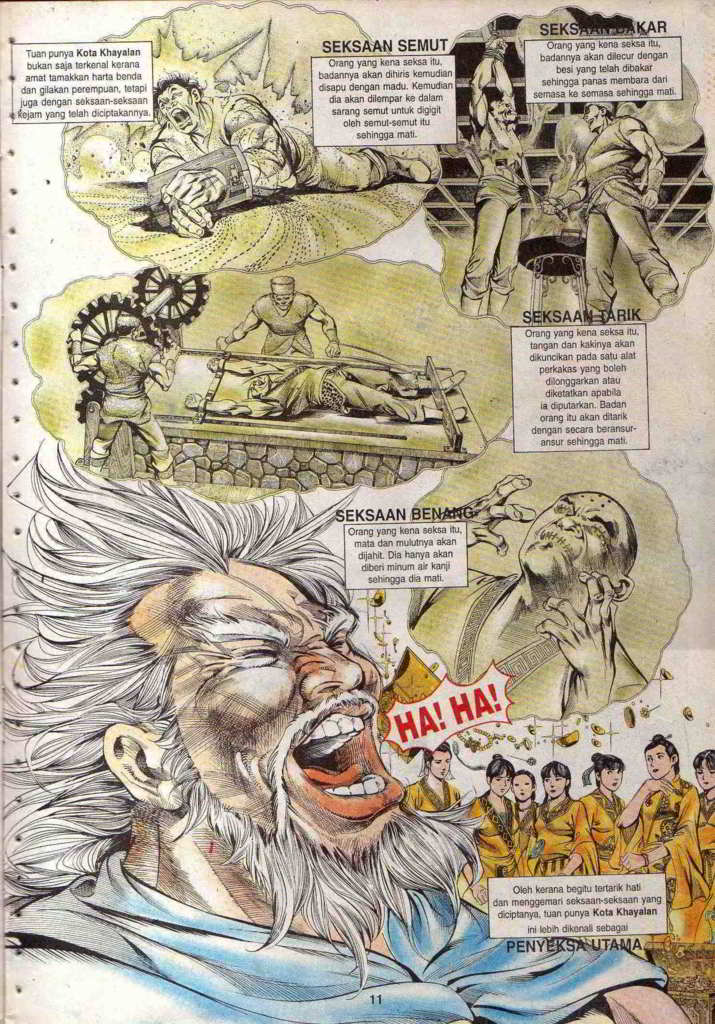 Tuan punya Kota Khayalan
bukan saja terkenal kerana
amat tamakkan harta benda
dan gilakan perempuan, tetapi
juga dengan seksaan-seksaan
kejam yang telah diciptakannya.
SEKSAAN SEMUT
Orang yang kena seksa itu,
badannya akan dihiris kemudian
disapu dengan madu. Kemudian
dia akan dilempar ke dalam
sarang semut untuk digigit
oleh semut-semut itu
sehingga mati.
SEKSAAN BAKAR
Orang yang kena seksa itu,
badannya akan dilecur dengan
besi yang telah dibakar
sehingga panas membara dari
semasa ke semasa sehingga mati.
SEKSAAN TARIK
Orang yang kena seksa itu,
tangan dan kakinya akan
dikuncikan pada satu alat
perkakas yang boleh
dilonggarkan atau
diketatkan apabila
ia diputarkan. Badan
orang itu akan ditarik
dengan secara beransur-
ansur sehingga mati.
SEKSAAN BENANG
Orang yang kena seksa itu,
mata dan mulutnya akan
dijahit. Dia hanya akan
diberi minum air kanji
sehingga dia mati.
HA! HA!
Oleh kerana begitu tertarik hati
dan menggemari seksaan-seksaan yang
diciptanya, tuan punya Kota Khayalan
ini lebih dikenali sebagai
PENYEKSA UTAMA
11